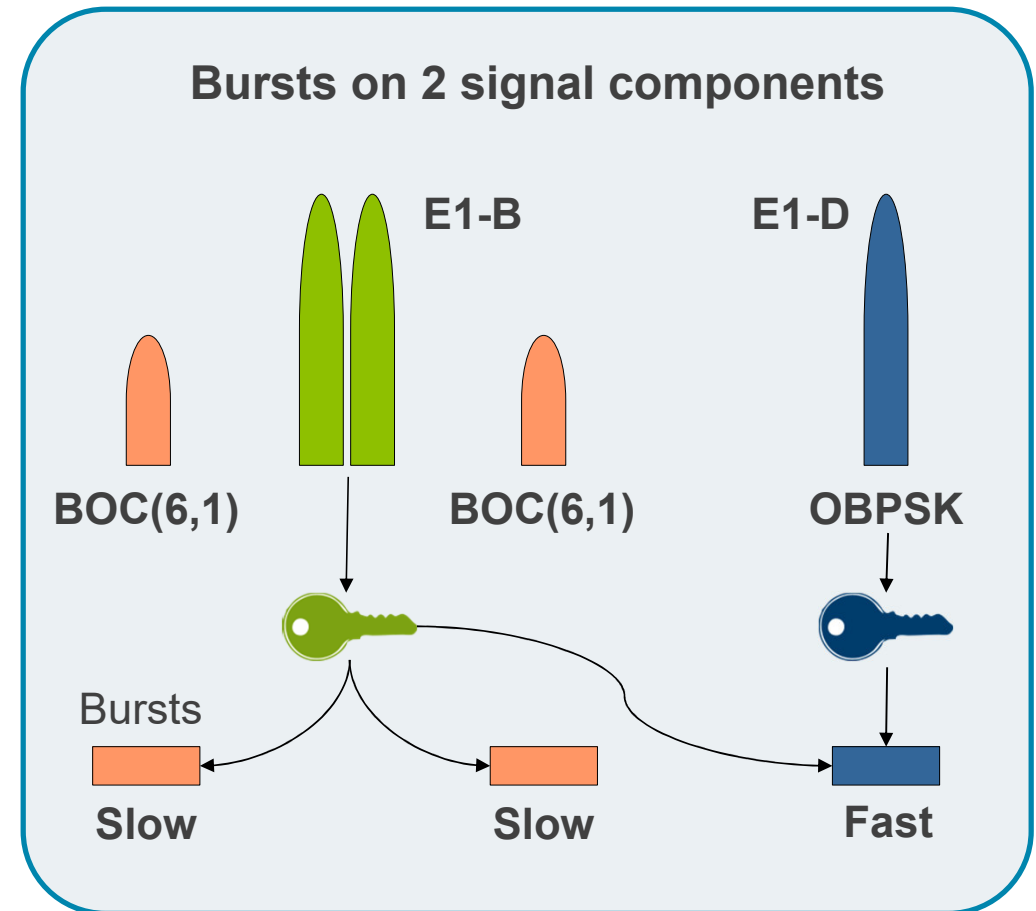 Bursts on 2 signal components
E1-B
E1-D
BOC(6,1)
BOC(6,1)
OBPSK
Bursts
Slow
Slow
Fast